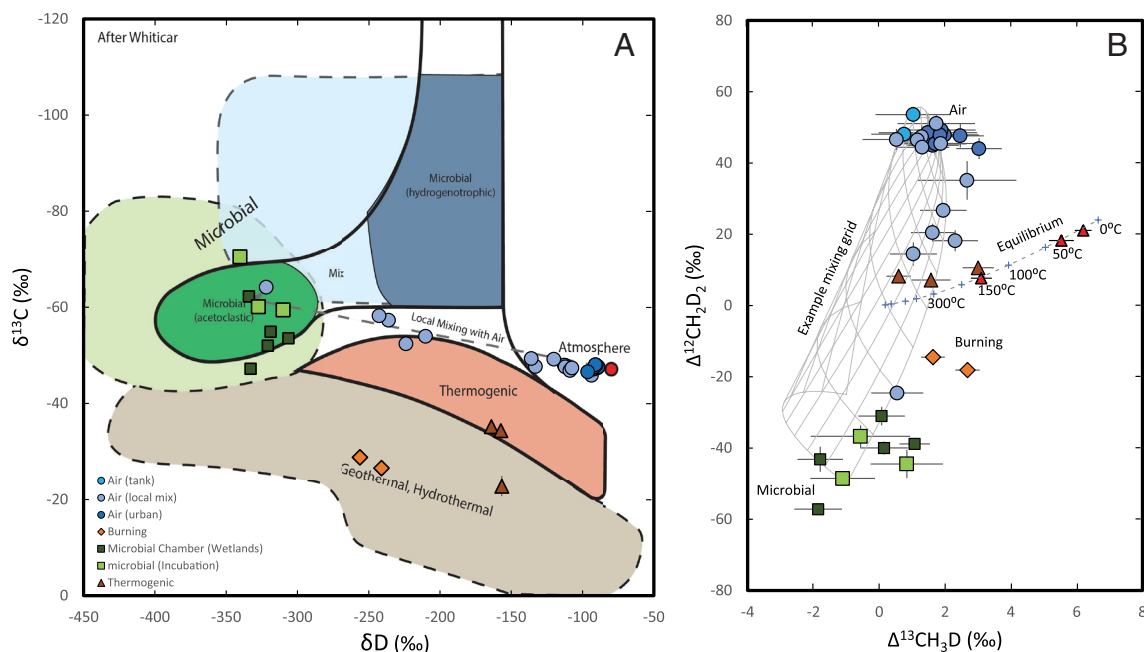 A
After Whiticar
-120
-100
-80
-60
-40
-20
0
δ13C (‰)
-450
-400
-350
-300
-250
-200
-150
-100
-50
δD (‰)
Microbial
(hydrogenotrophic)
Microbial
Mix
Microbial
(acetoclastic)
Local Mixing with Air
Atmosphere
Thermogenic
Geothermal, Hydrothermal
Air (tank)
Air (local mix)
Air (urban)
Burning
Microbial Chamber (Wetlands)
microbial (Incubation)
Thermogenic
B
80
60
40
20
0
-20
-40
-60
-80
Δ12CH2D2 (‰)
-4
-2
0
2
4
6
8
Δ13CH3D (‰)
Air
Example mixing grid
Equilibrium
0ºC
50ºC
100ºC
150ºC
300ºC
Burning
Microbial